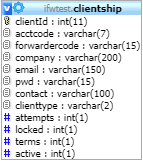 ifwtest.clientship
clientId : int(11)
acctcode : varchar(7)
forwardercode : varchar(15)
company : varchar(200)
email : varchar(150)
pwd : varchar(15)
contact : varchar(100)
clienttype : varchar(2)
# attempts : int(1)
# locked : int(1)
# terms : int(1)
# active : int(1)